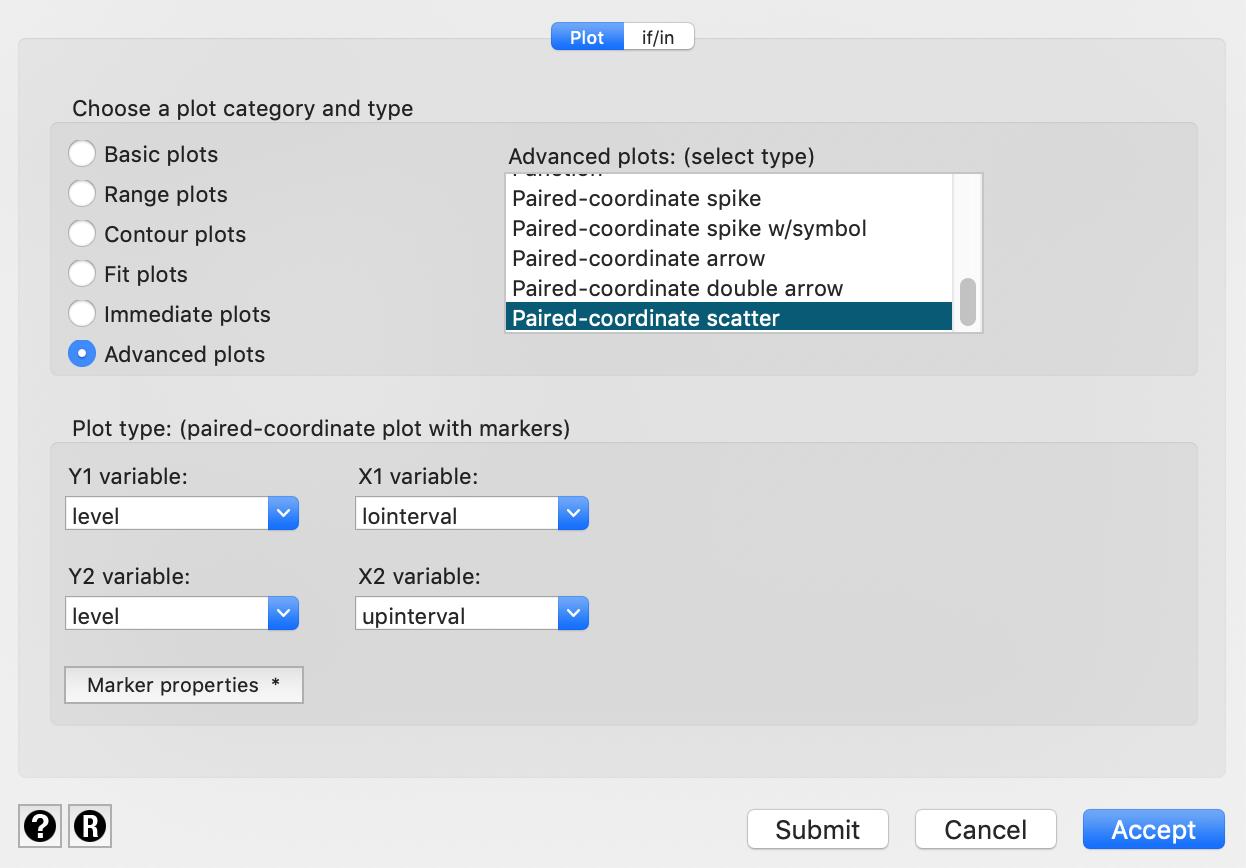 Plot if/in
Choose a plot category and type
Basic plots
Range plots
Contour plots
Fit plots
Immediate plots
Advanced plots
Advanced plots: (select type)
Function
Paired-coordinate spike
Paired-coordinate spike w/symbol
Paired-coordinate arrow
Paired-coordinate double arrow
Paired-coordinate scatter
Plot type: (paired-coordinate plot with markers)
Y1 variable: X1 variable:
level lointerval
Y2 variable: X2 variable:
level upinterval
Marker properties *
? R Submit Cancel Accept